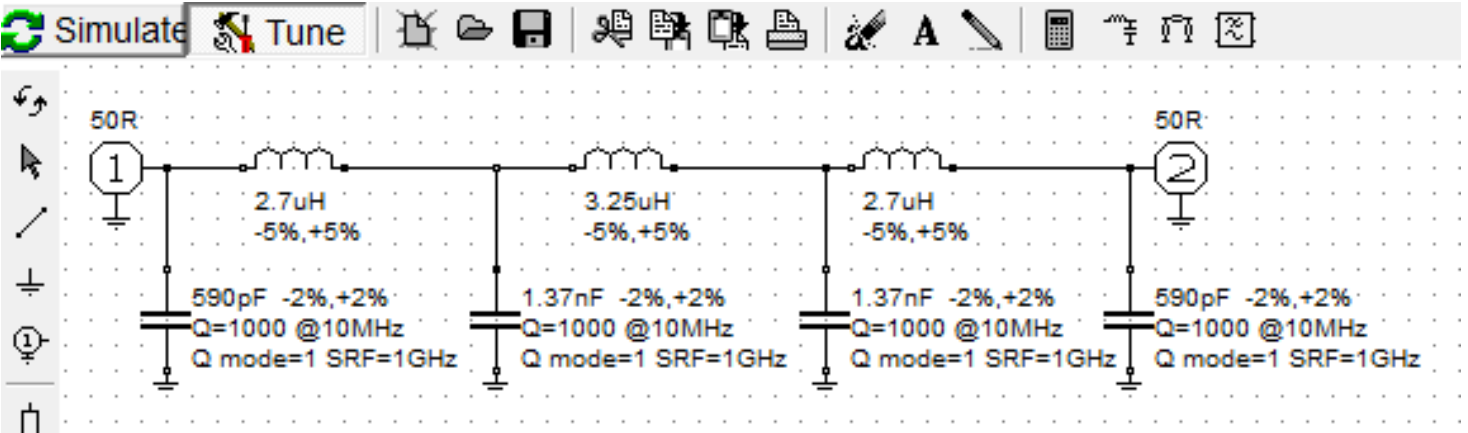 Simulate Tune A
50R 50R
1 2
2.7uH 3.25uH 2.7uH
-5%,+5% -5%,+5% -5%,+5%
590pF -2%,+2% 1.37nF -2%,+2% 1.37nF -2%,+2% 590pF -2%,+2%
Q=1000 @10MHz Q=1000 @10MHz Q=1000 @10MHz Q=1000 @10MHz
Q mode=1 SRF=1GHz Q mode=1 SRF=1GHz Q mode=1 SRF=1GHz Q mode=1 SRF=1GHz
1